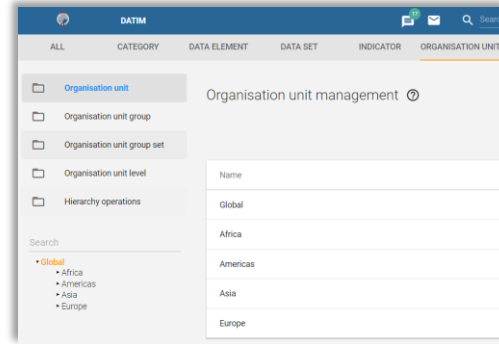 DATIM
17
Search
ALL CATEGORY DATA ELEMENT DATA SET INDICATOR ORGANISATION UNIT
Organisation unit
Organisation unit group
Organisation unit group set
Organisation unit level
Hierarchy operations
Search
Global
Africa
Americas
Asia
Europe
Organisation unit management
Name
Global
Africa
Americas
Asia
Europe